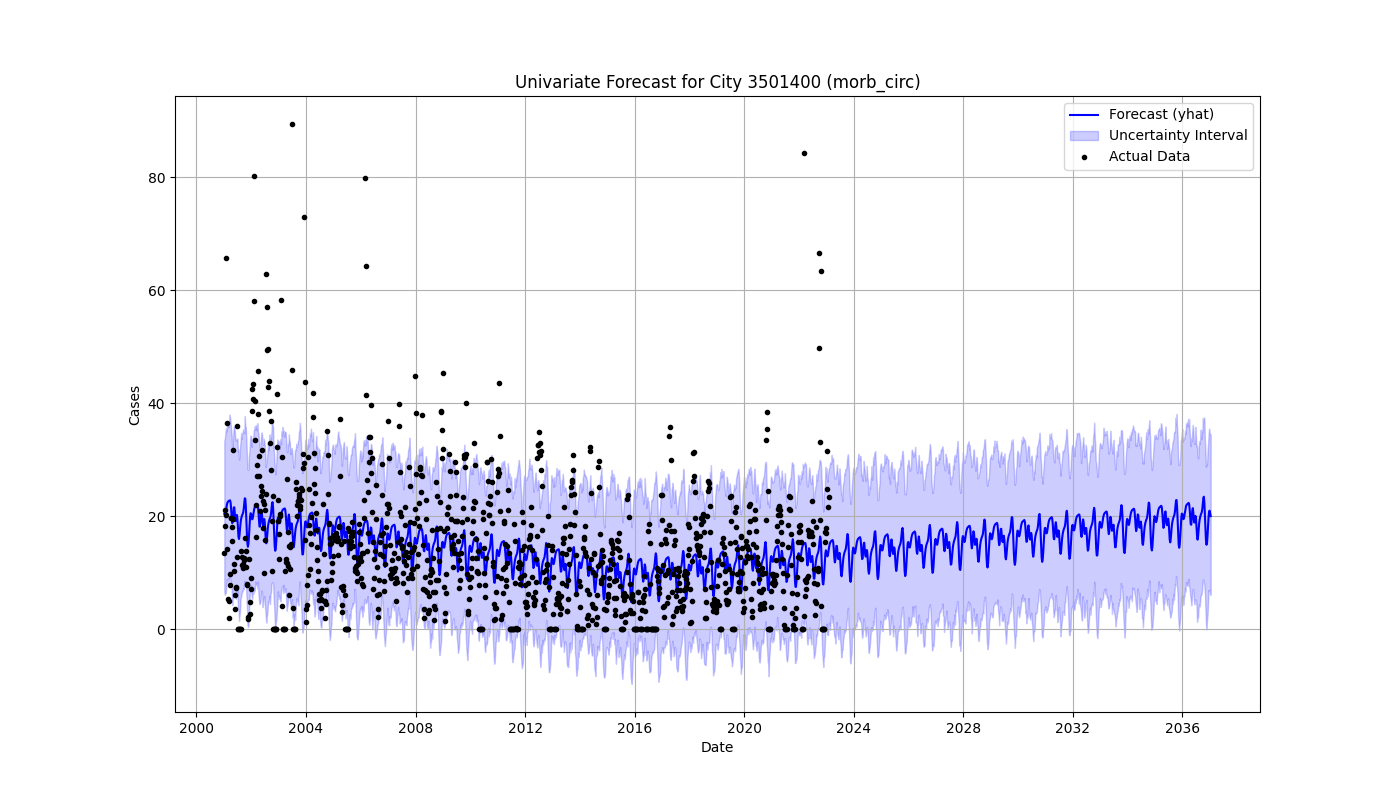 Univariate Forecast for City 3501400 (morb_circ)
Forecast (yhat)
Uncertainty Interval
Actual Data
80
60
40
20
0
Cases
2000 2004 2008 2012 2016 2020 2024 2028 2032 2036
Date